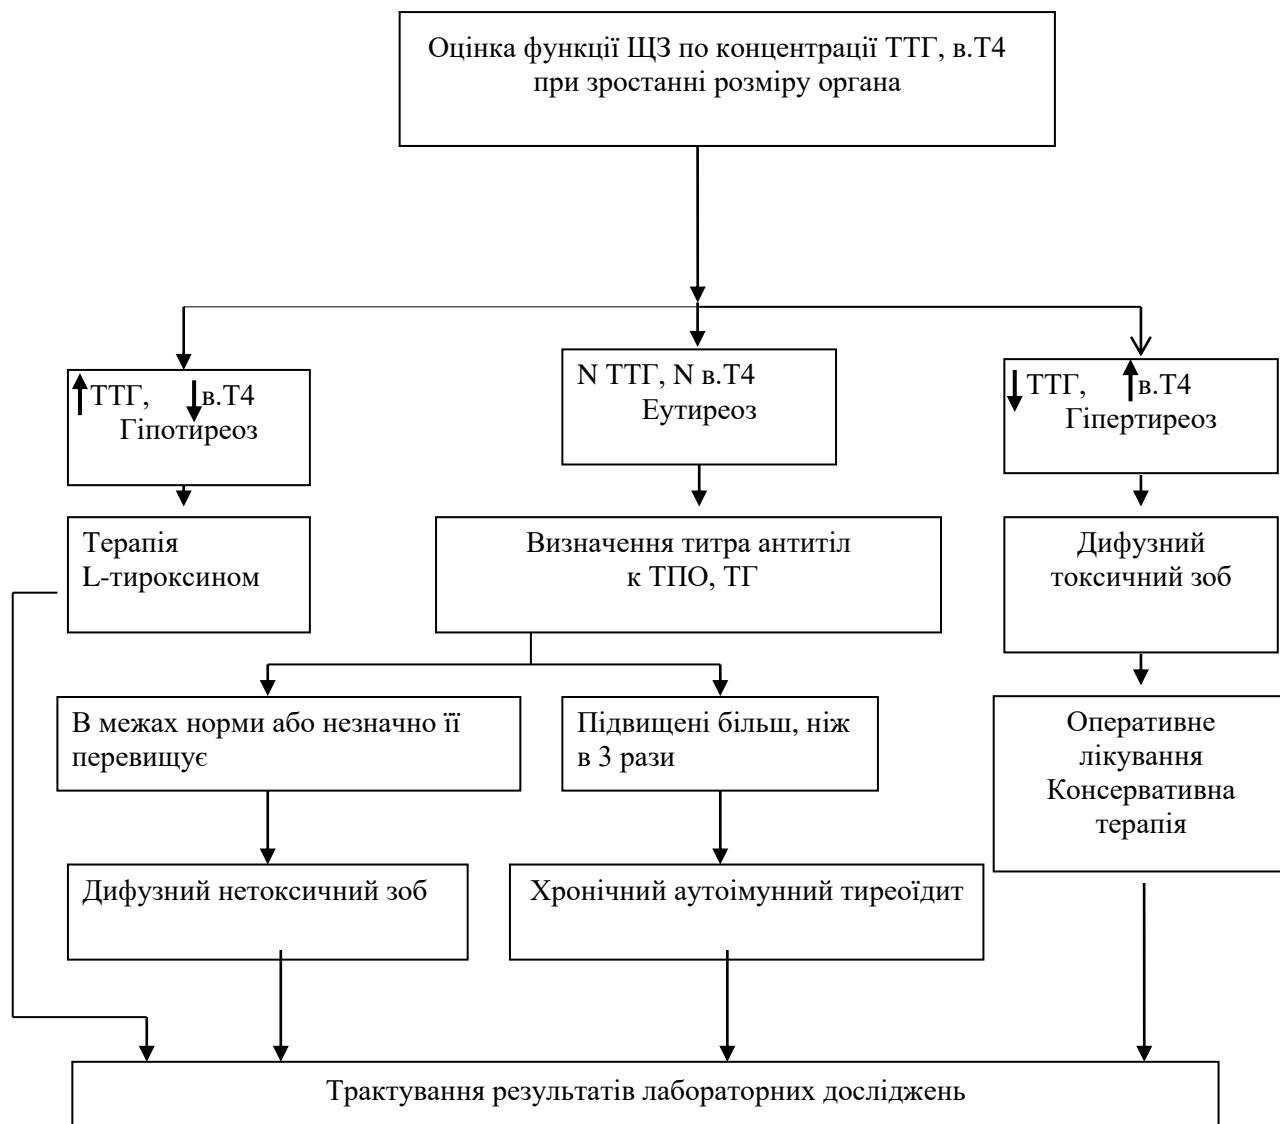 Оцінка функції ЩЗ по концентрації ТТГ, в.Т4
при зростанні розміру органа
ТТГ, в.Т4
Гіпотиреоз
N ТТГ, N в.Т4
Еутиреоз
ТТГ, в.Т4
Гіпертиреоз
Терапія
L-тироксином
Визначення титра антитіл
к ТПО, ТГ
Дифузний
токсичний зоб
В межах норми або незначно її
перевищує
Підвищені більш, ніж
в 3 рази
Оперативне
лікування
Консервативна
терапія
Дифузний нетоксичний зоб
Хронічний аутоімунний тиреоїдит
Трактування результатів лабораторних досліджень